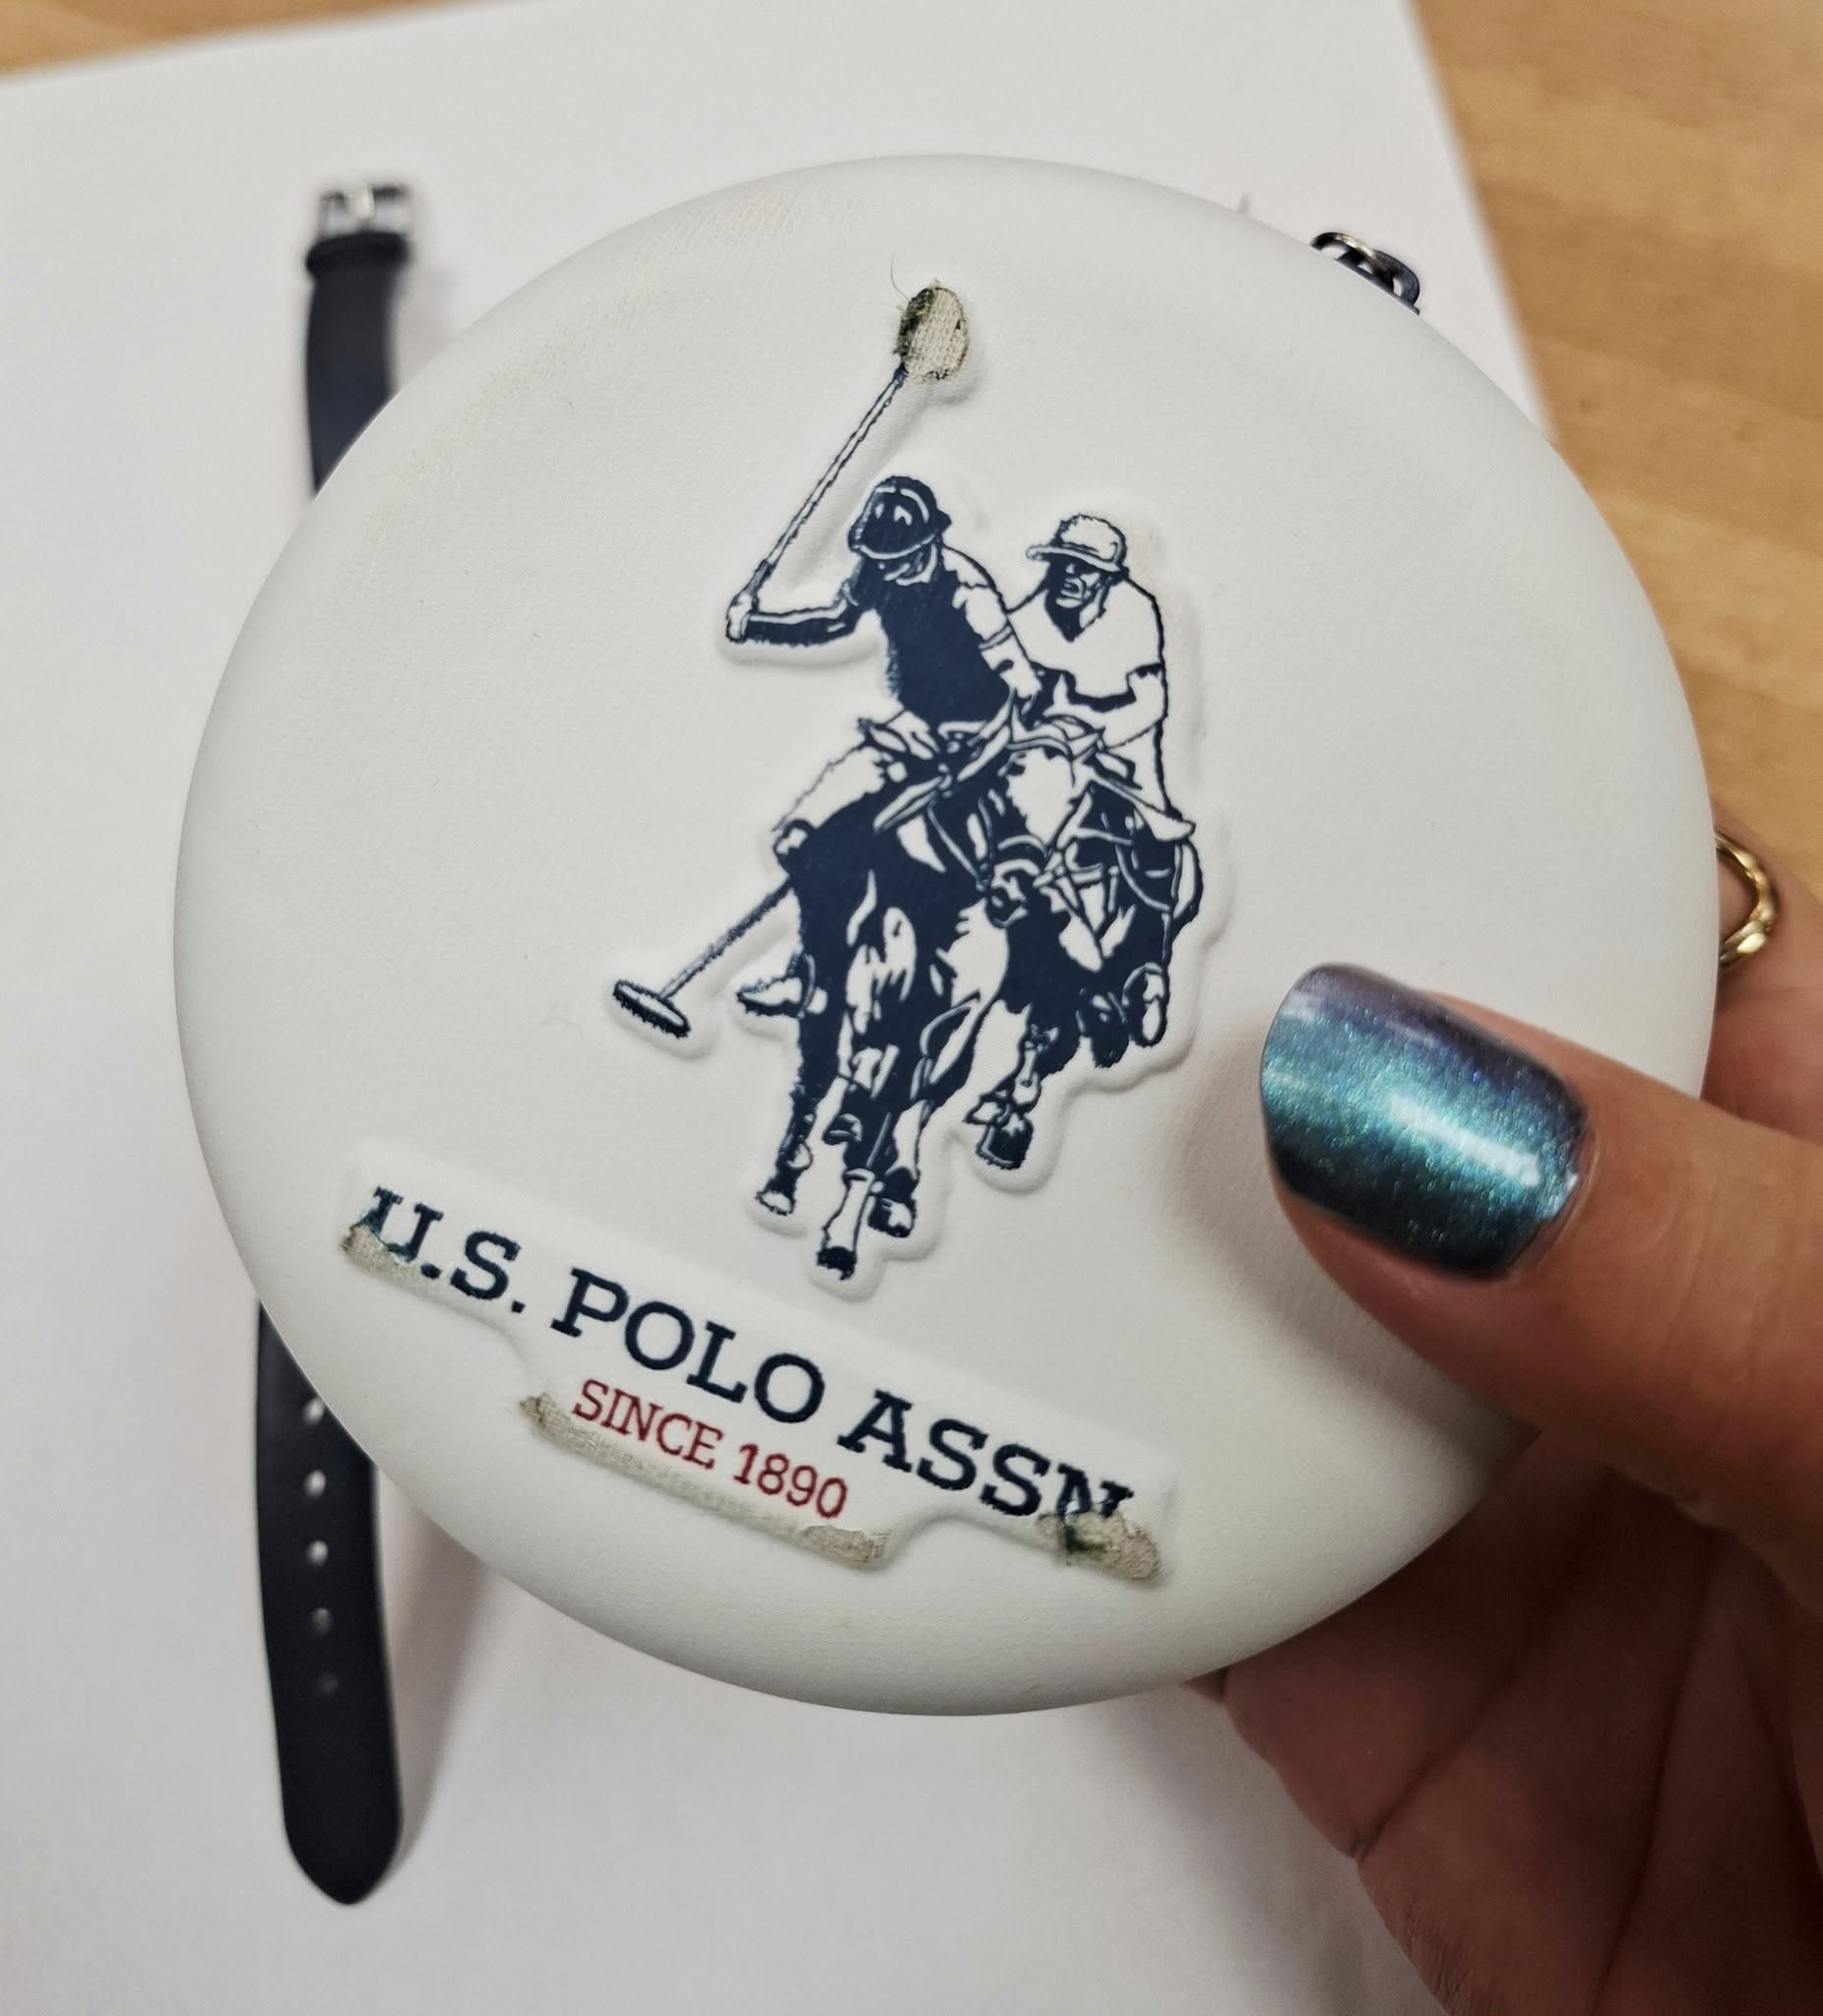 U.S. POLO ASSN
SINCE 1890